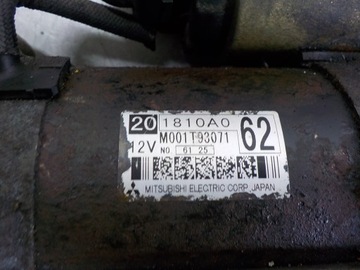 20 1810A0
12V M001T93071 62
NO. 61 25
MITSUBISHI ELECTRIC CORP. JAPAN